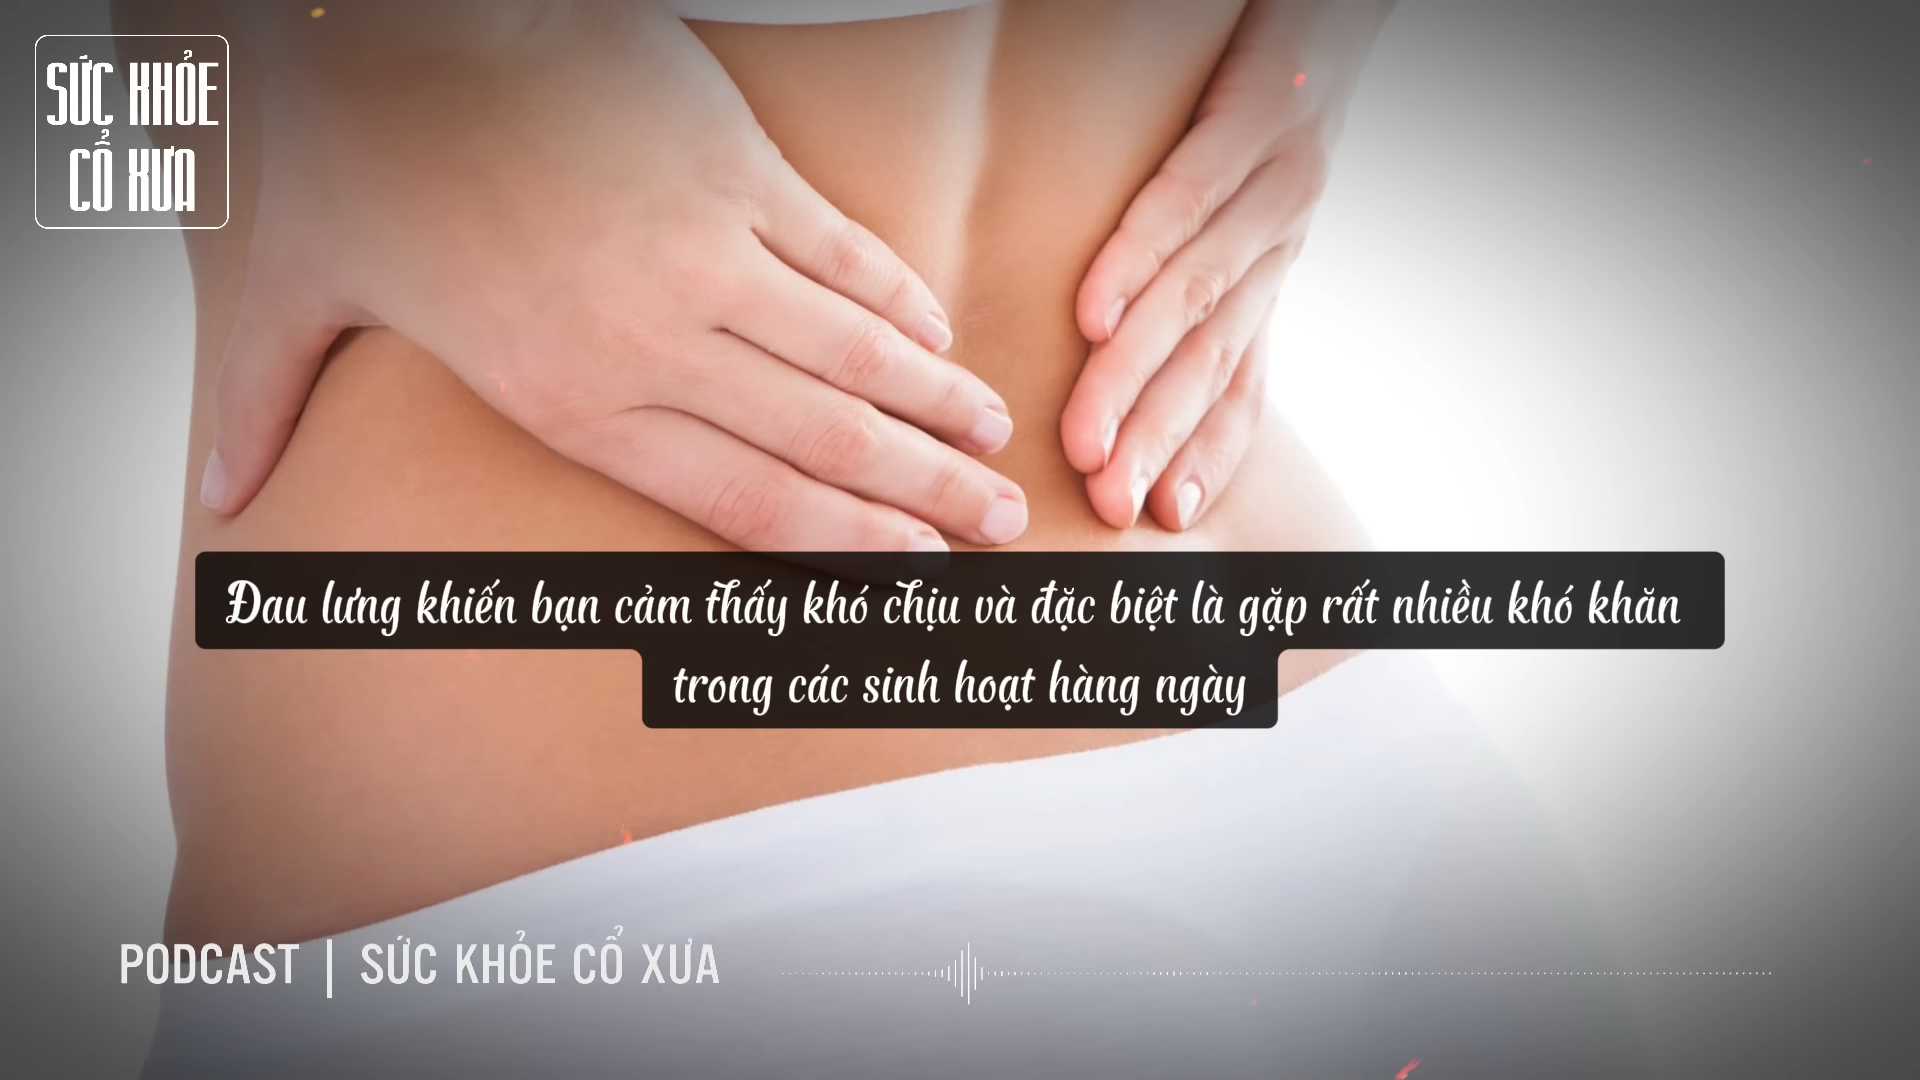 SỨC KHỎE
CỔ XƯA
Đau lưng khiến bạn cảm thấy khó chịu và đặc biệt là gặp rất nhiều khó khăn
trong các sinh hoạt hàng ngày
PODCAST | SỨC KHỎE CỔ XƯA